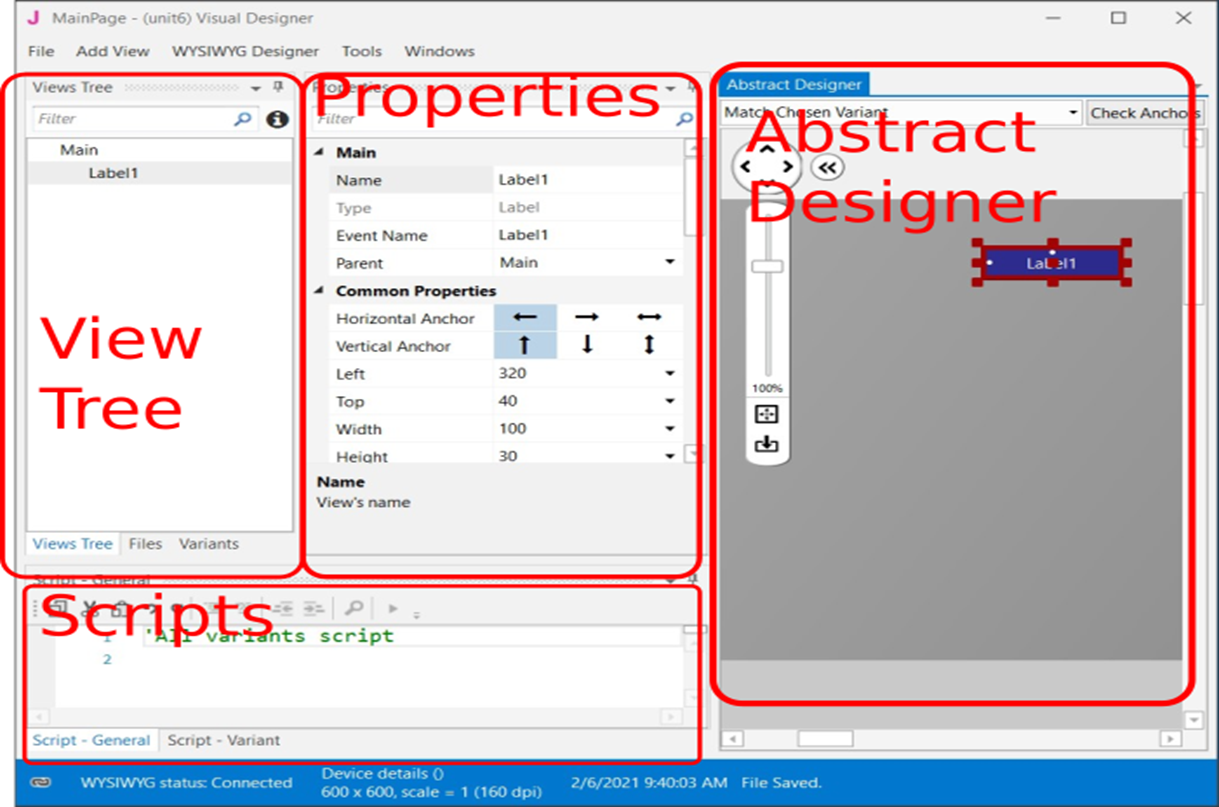 J MainPage - (unit6) Visual Designer
File Add View WYSIWYG Designer Tools Windows
Views Tree
Filter
Main
Label1
View
Tree
Views Tree Files Variants
Properties
Properties
Filter
Main
Name Label1
Type Label
Event Name Label1
Parent Main
Common Properties
Horizontal Anchor
Vertical Anchor
Left 320
Top 40
Width 100
Height 30
Name
View's name
Abstract Designer
Match Chosen Variant Check Anchors
Abstract
Designer
Label1
100%
Script - General
Scripts
1 'All variants script
2
Script - General Script - Variant
WYSIWYG status: Connected
Device details ()
600 x 600, scale = 1 (160 dpi)
2/6/2021 9:40:03 AM File Saved.